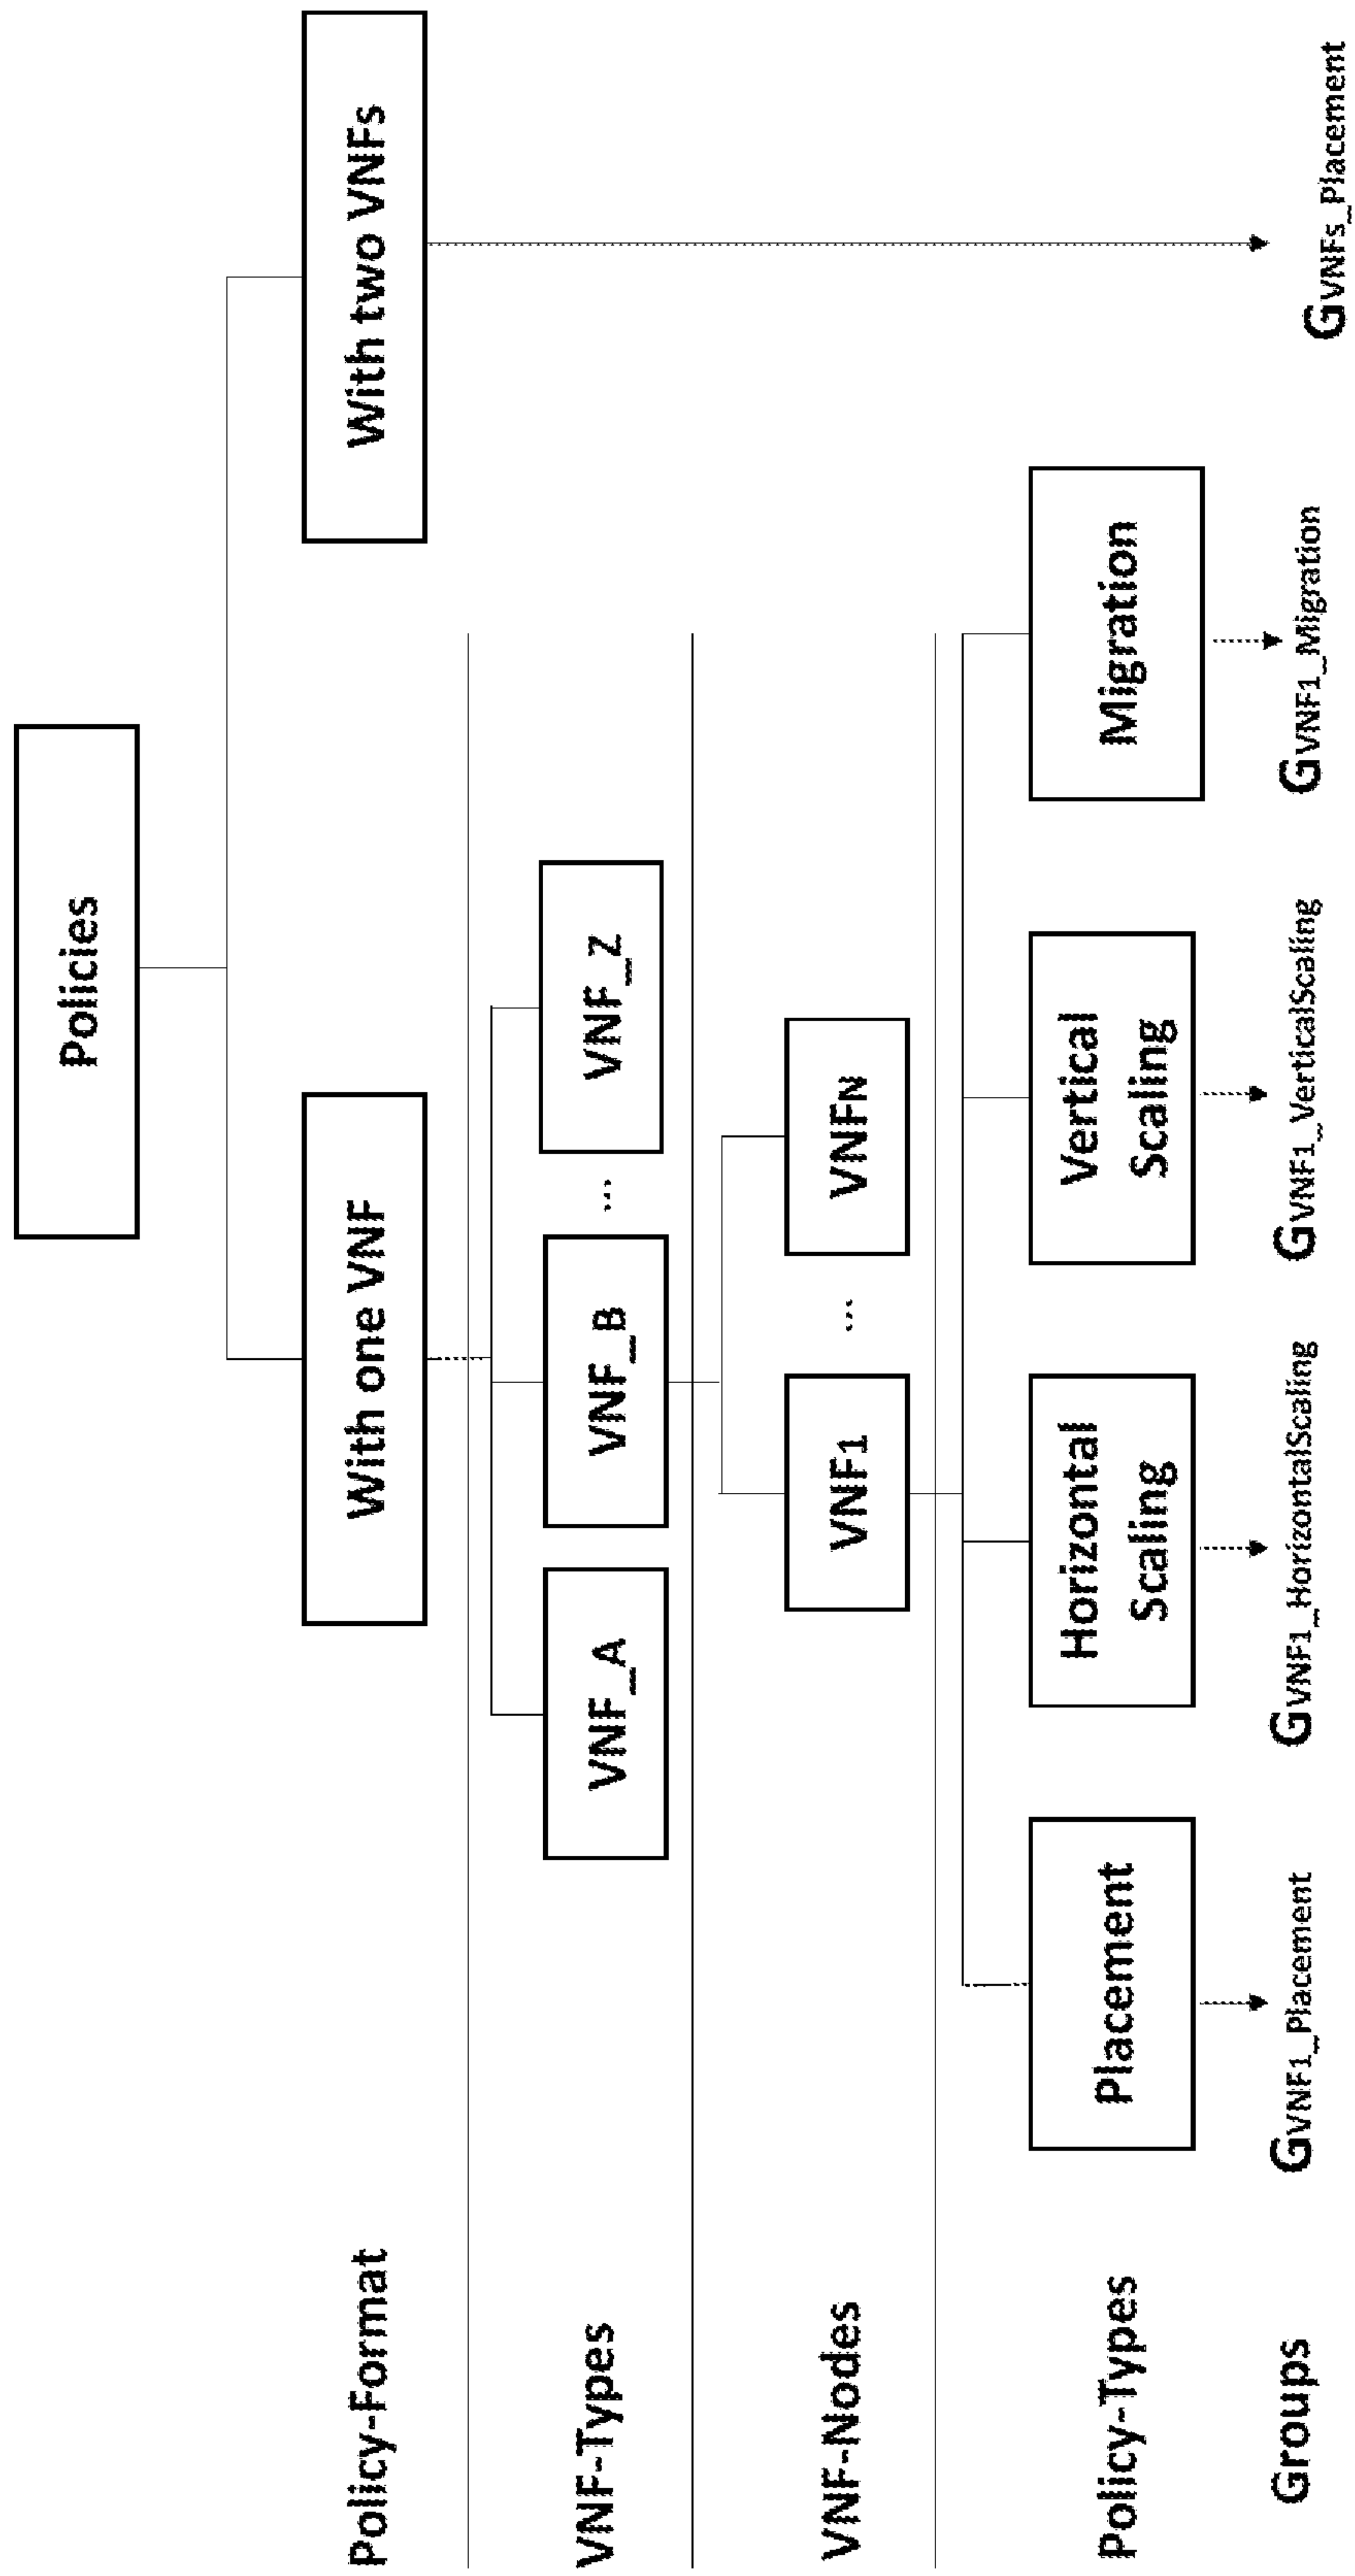 Policies
Policy-Format
With one VNF
With two VNFs
VNF-Types
VNF_A
VNF_B
...
VNF_Z
VNF-Nodes
VNF1
...
VNFN
Policy-Types
Placement
Horizontal
Scaling
Vertical
Scaling
Migration
Groups
GVNF1_Placement
GVNF1_HorizontalScaling
GVNF1_VerticalScaling
GVNF1_Migration
GVNFs_Placement